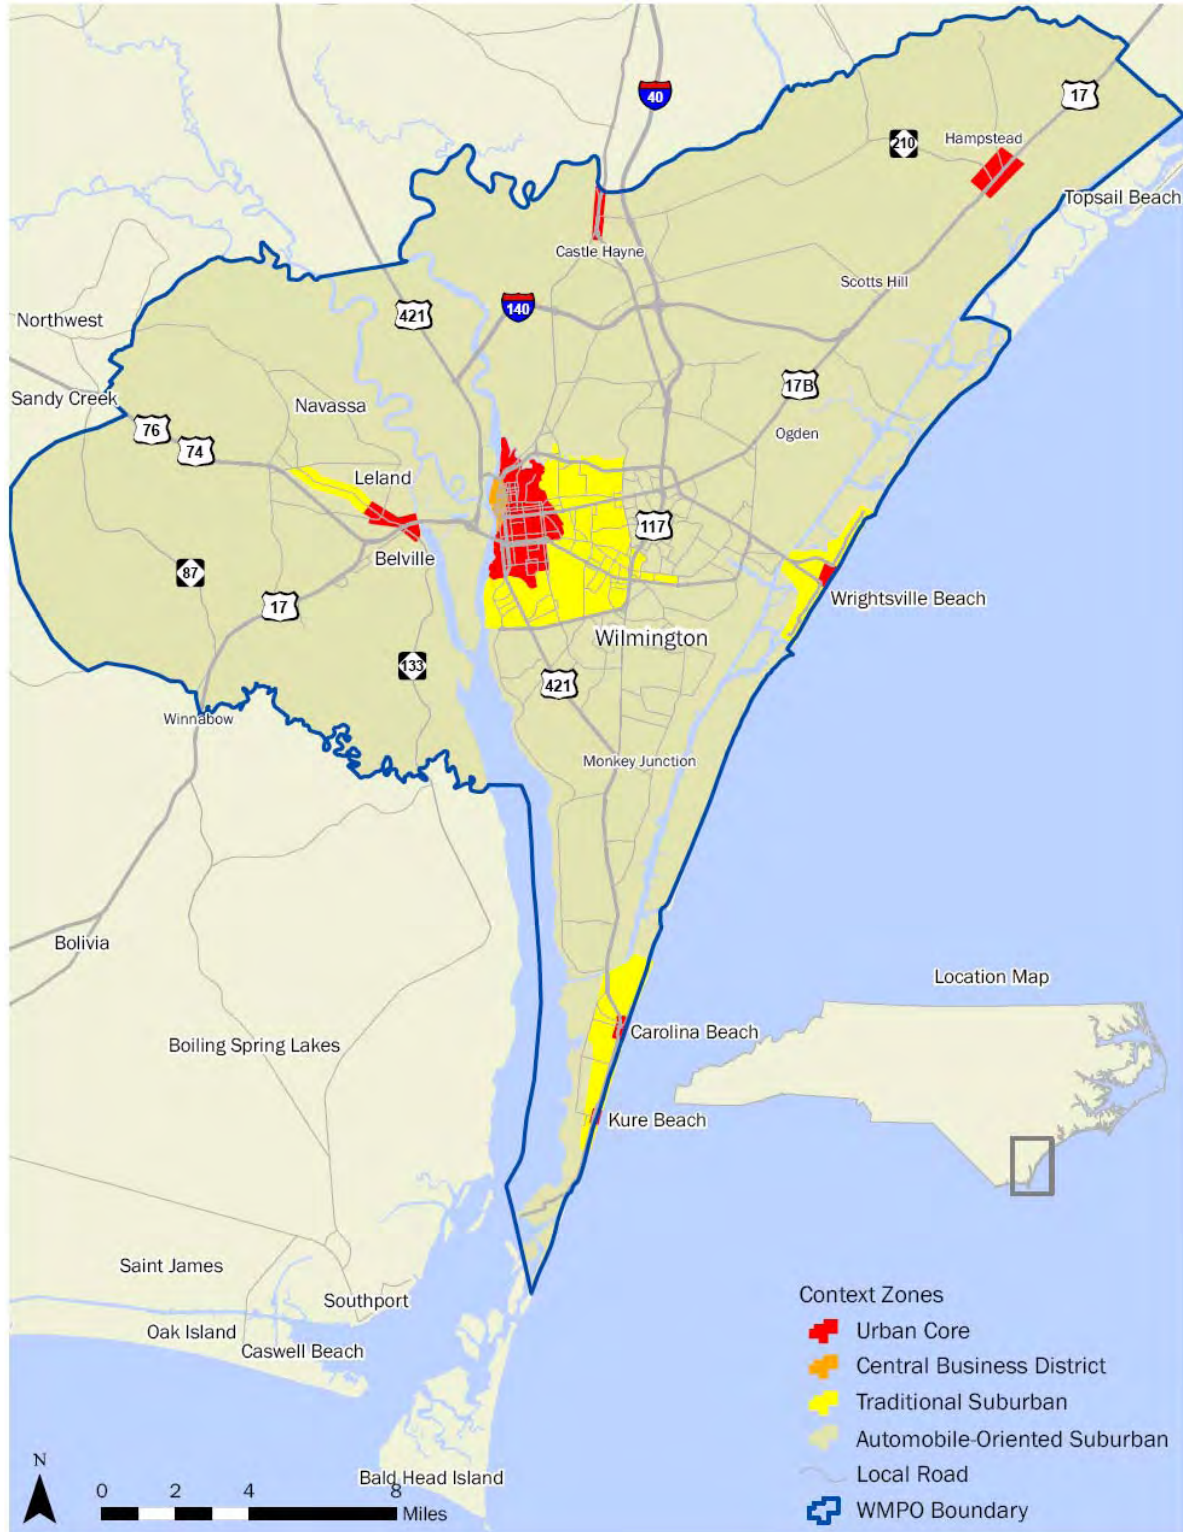 40
17
210
Hampstead
Topsail Beach
Castle Hayne
Scotts Hill
140
421
Northwest
17B
Sandy Creek
Navassa
76
74
Ogden
Leland
117
Belville
87
Wrightsville Beach
17
Wilmington
133
421
Winnabow
Monkey Junction
Bolivia
Location Map
Carolina Beach
Boiling Spring Lakes
Kure Beach
Saint James
Southport
Oak Island
Caswell Beach
Bald Head Island
Context Zones
Urban Core
Central Business District
Traditional Suburban
Automobile-Oriented Suburban
Local Road
WMPO Boundary
N
0 2 4 8
Miles